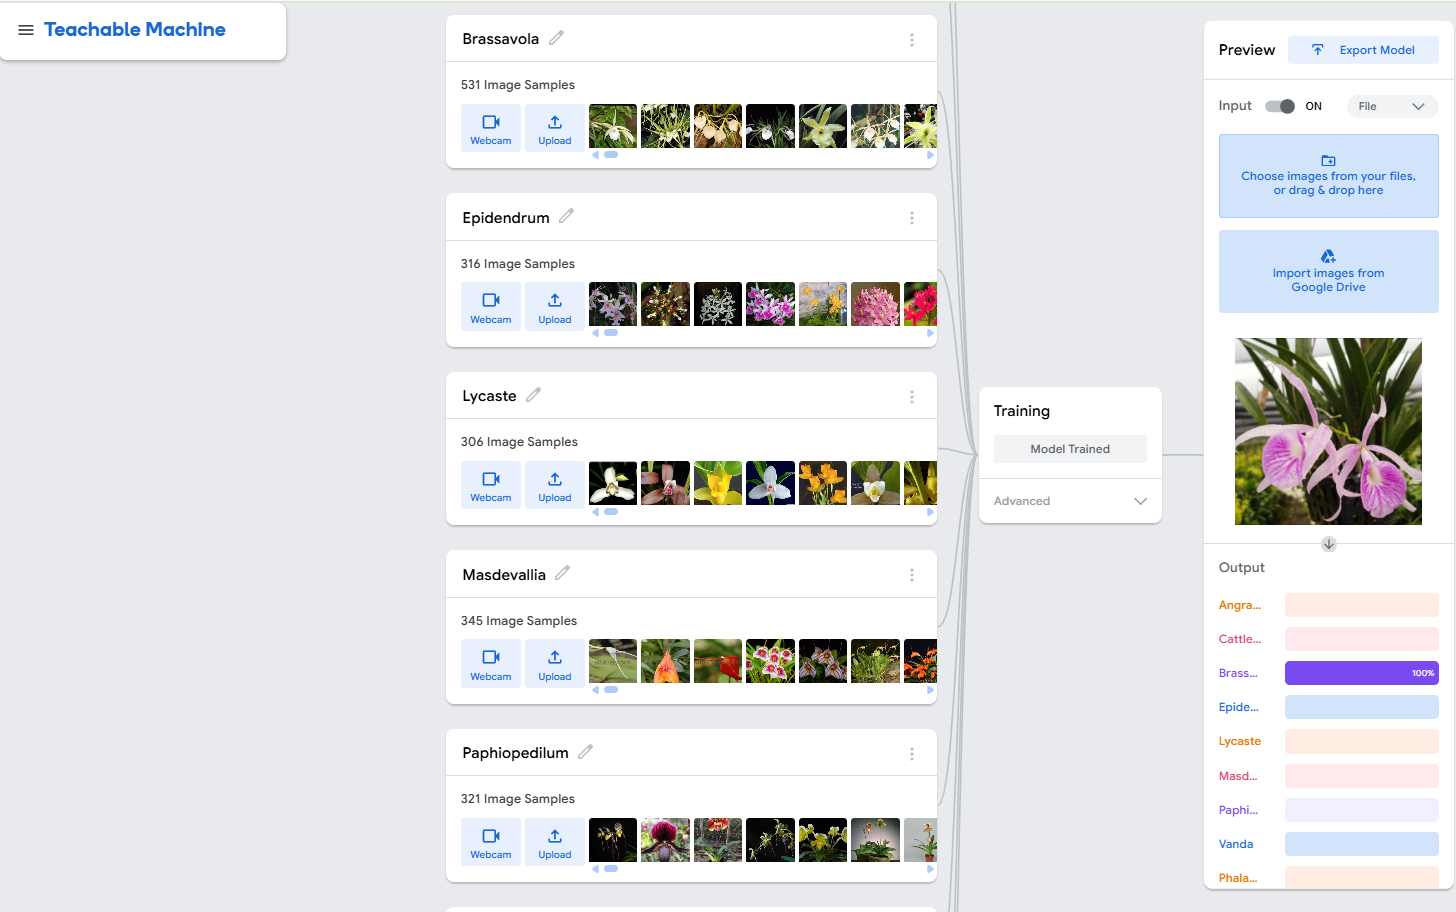 Teachable Machine
Brassavola
531 Image Samples
Webcam
Upload
Epidendrum
316 Image Samples
Webcam
Upload
Lycaste
306 Image Samples
Webcam
Upload
Masdevallia
345 Image Samples
Webcam
Upload
Paphiopedilum
321 Image Samples
Webcam
Upload
Training
Model Trained
Advanced
Preview
Export Model
Input
ON
File
Choose images from your files,
or drag & drop here
Import images from
Google Drive
Output
Angra...
Cattle...
Brass...
100%
Epide...
Lycaste
Masd...
Paphi...
Vanda
Phala...